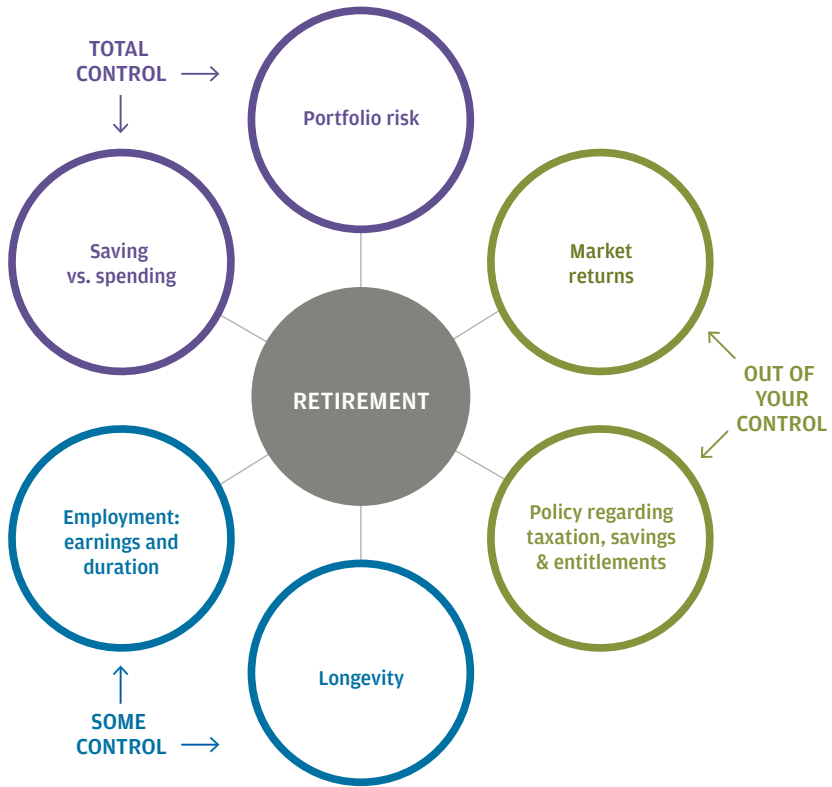 TOTAL
CONTROL
Portfolio risk
Saving
vs. spending
Market
returns
RETIREMENT
OUT OF
YOUR
CONTROL
Employment:
earnings and
duration
Policy regarding
taxation, savings
& entitlements
Longevity
SOME
CONTROL